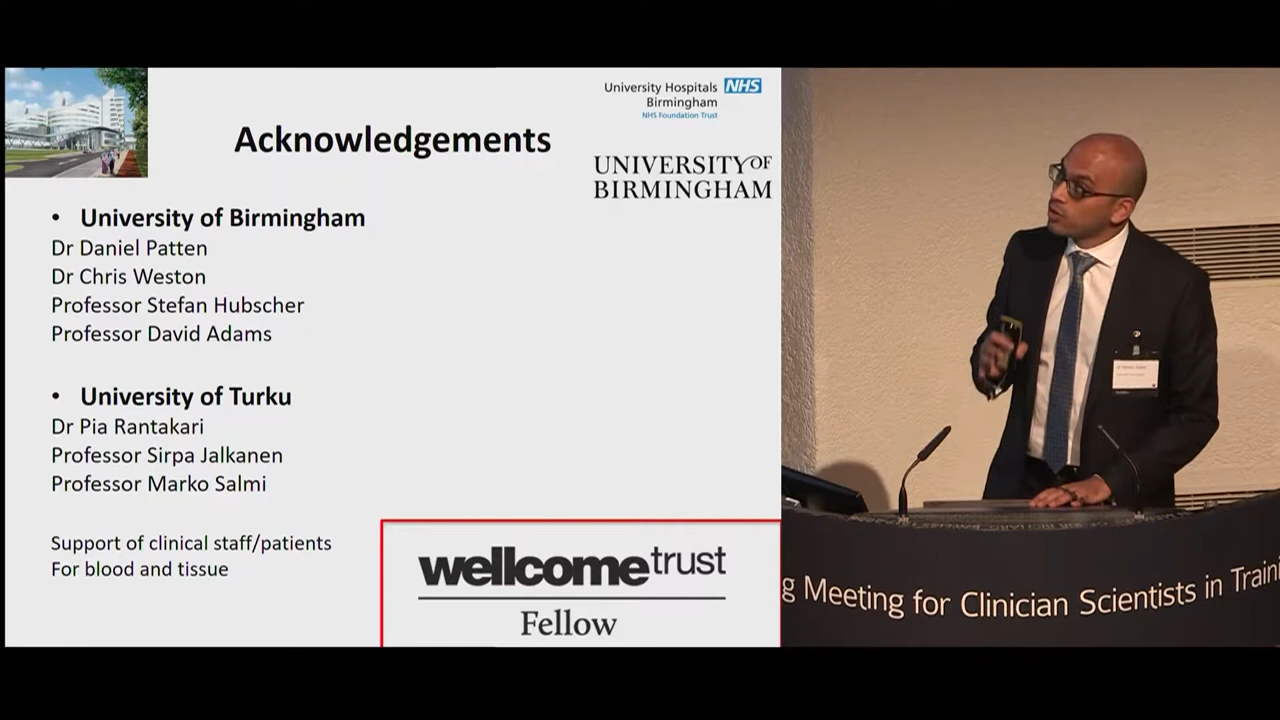 University Hospitals NHS
Birmingham
NHS Foundation Trust
Acknowledgements
UNIVERSITY OF
BIRMINGHAM
• University of Birmingham
Dr Daniel Patten
Dr Chris Weston
Professor Stefan Hubscher
Professor David Adams
• University of Turku
Dr Pia Rantakari
Professor Sirpa Jalkanen
Professor Marko Salmi
Support of clinical staff/patients
For blood and tissue
wellcometrust
Fellow
g Meeting for Clinician Scientists in Traini